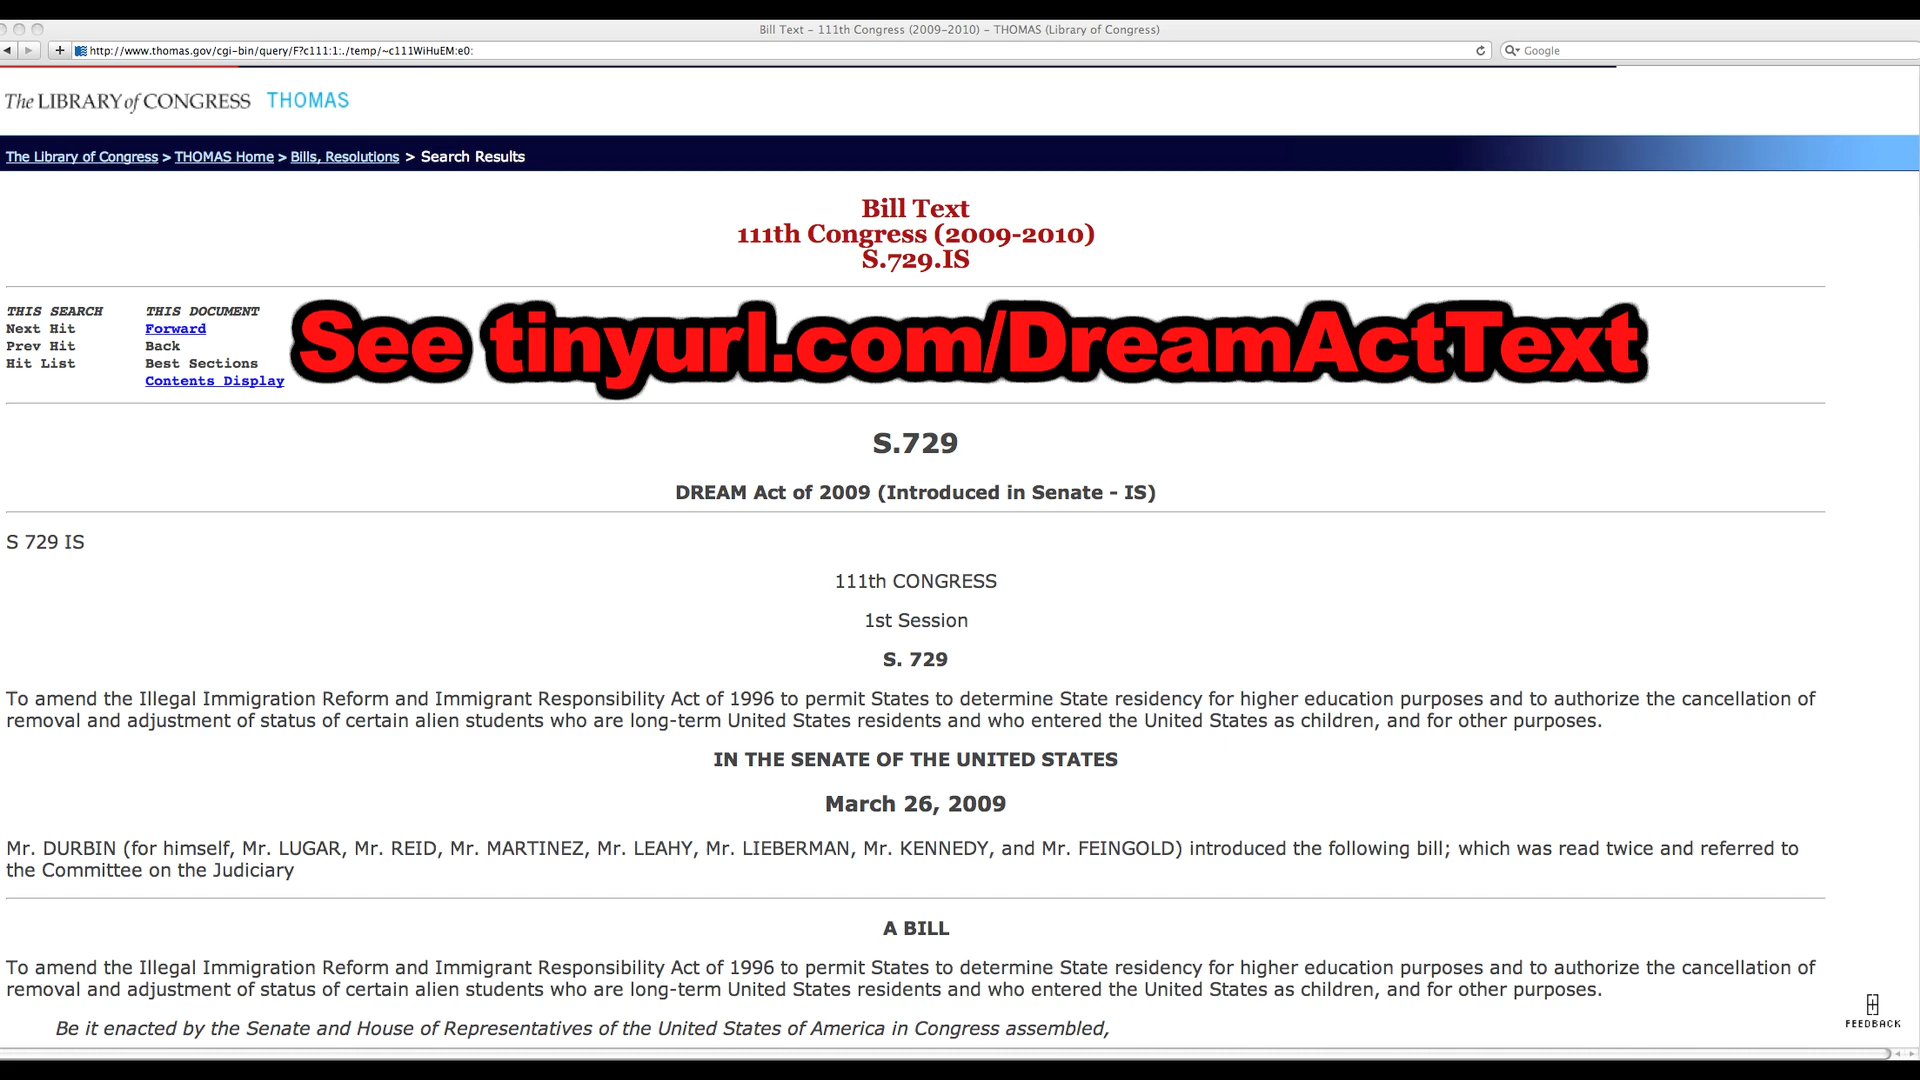 Bill Text - 111th Congress (2009-2010) - THOMAS (Library of Congress)
http://www.thomas.gov/cgi-bin/query/F?c111:1:./temp/~c111WiHuEM:e0:
Google
The LIBRARY of CONGRESS THOMAS
The Library of Congress > THOMAS Home > Bills, Resolutions > Search Results
Bill Text
111th Congress (2009-2010)
S.729.IS
THIS SEARCH THIS DOCUMENT
Next Hit Forward
Prev Hit Back
Hit List Best Sections
Contents Display
See tinyurl.com/DreamActText
S.729
DREAM Act of 2009 (Introduced in Senate - IS)
S 729 IS
111th CONGRESS
1st Session
S. 729
To amend the Illegal Immigration Reform and Immigrant Responsibility Act of 1996 to permit States to determine State residency for higher education purposes and to authorize the cancellation of
removal and adjustment of status of certain alien students who are long-term United States residents and who entered the United States as children, and for other purposes.
IN THE SENATE OF THE UNITED STATES
March 26, 2009
Mr. DURBIN (for himself, Mr. LUGAR, Mr. REID, Mr. MARTINEZ, Mr. LEAHY, Mr. LIEBERMAN, Mr. KENNEDY, and Mr. FEINGOLD) introduced the following bill; which was read twice and referred to
the Committee on the Judiciary
A BILL
To amend the Illegal Immigration Reform and Immigrant Responsibility Act of 1996 to permit States to determine State residency for higher education purposes and to authorize the cancellation of
removal and adjustment of status of certain alien students who are long-term United States residents and who entered the United States as children, and for other purposes.
Be it enacted by the Senate and House of Representatives of the United States of America in Congress assembled,
FEEDBACK